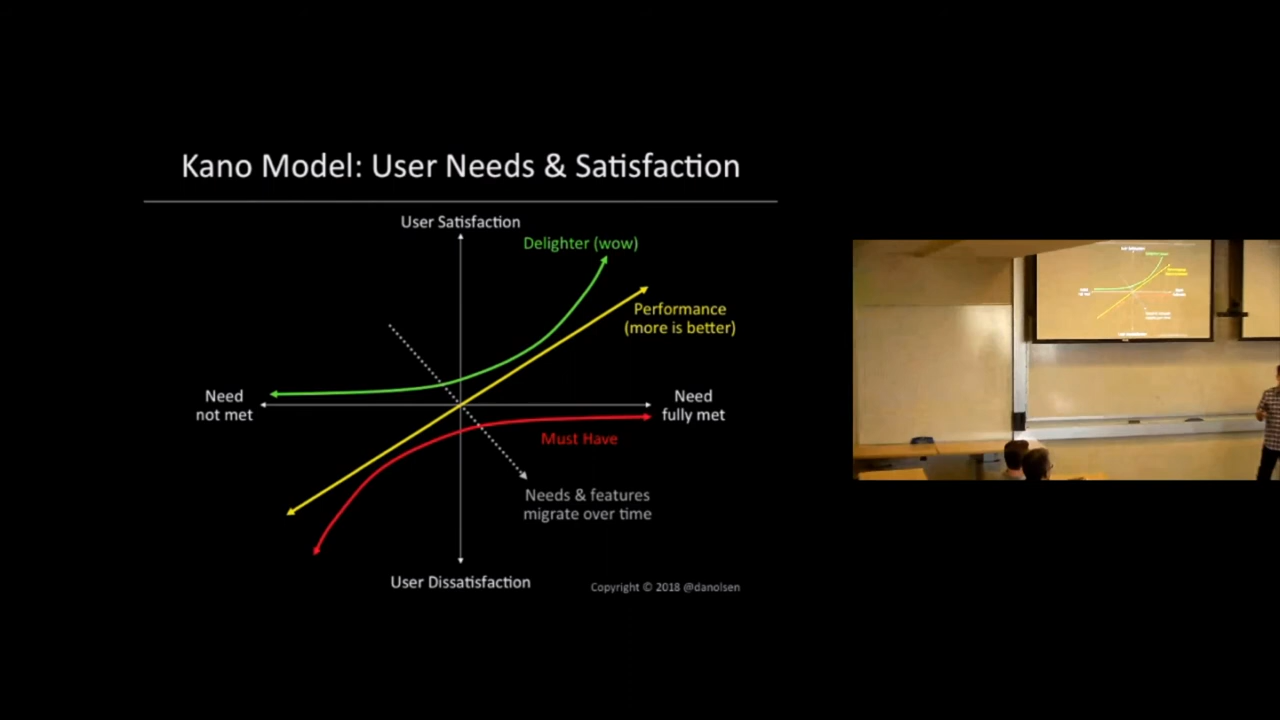 Kano Model: User Needs & Satisfaction
User Satisfaction
Delighter (wow)
Performance
(more is better)
Need
not met
Need
fully met
Must Have
Needs & features
migrate over time
User Dissatisfaction
Copyright © 2018 @danolsen